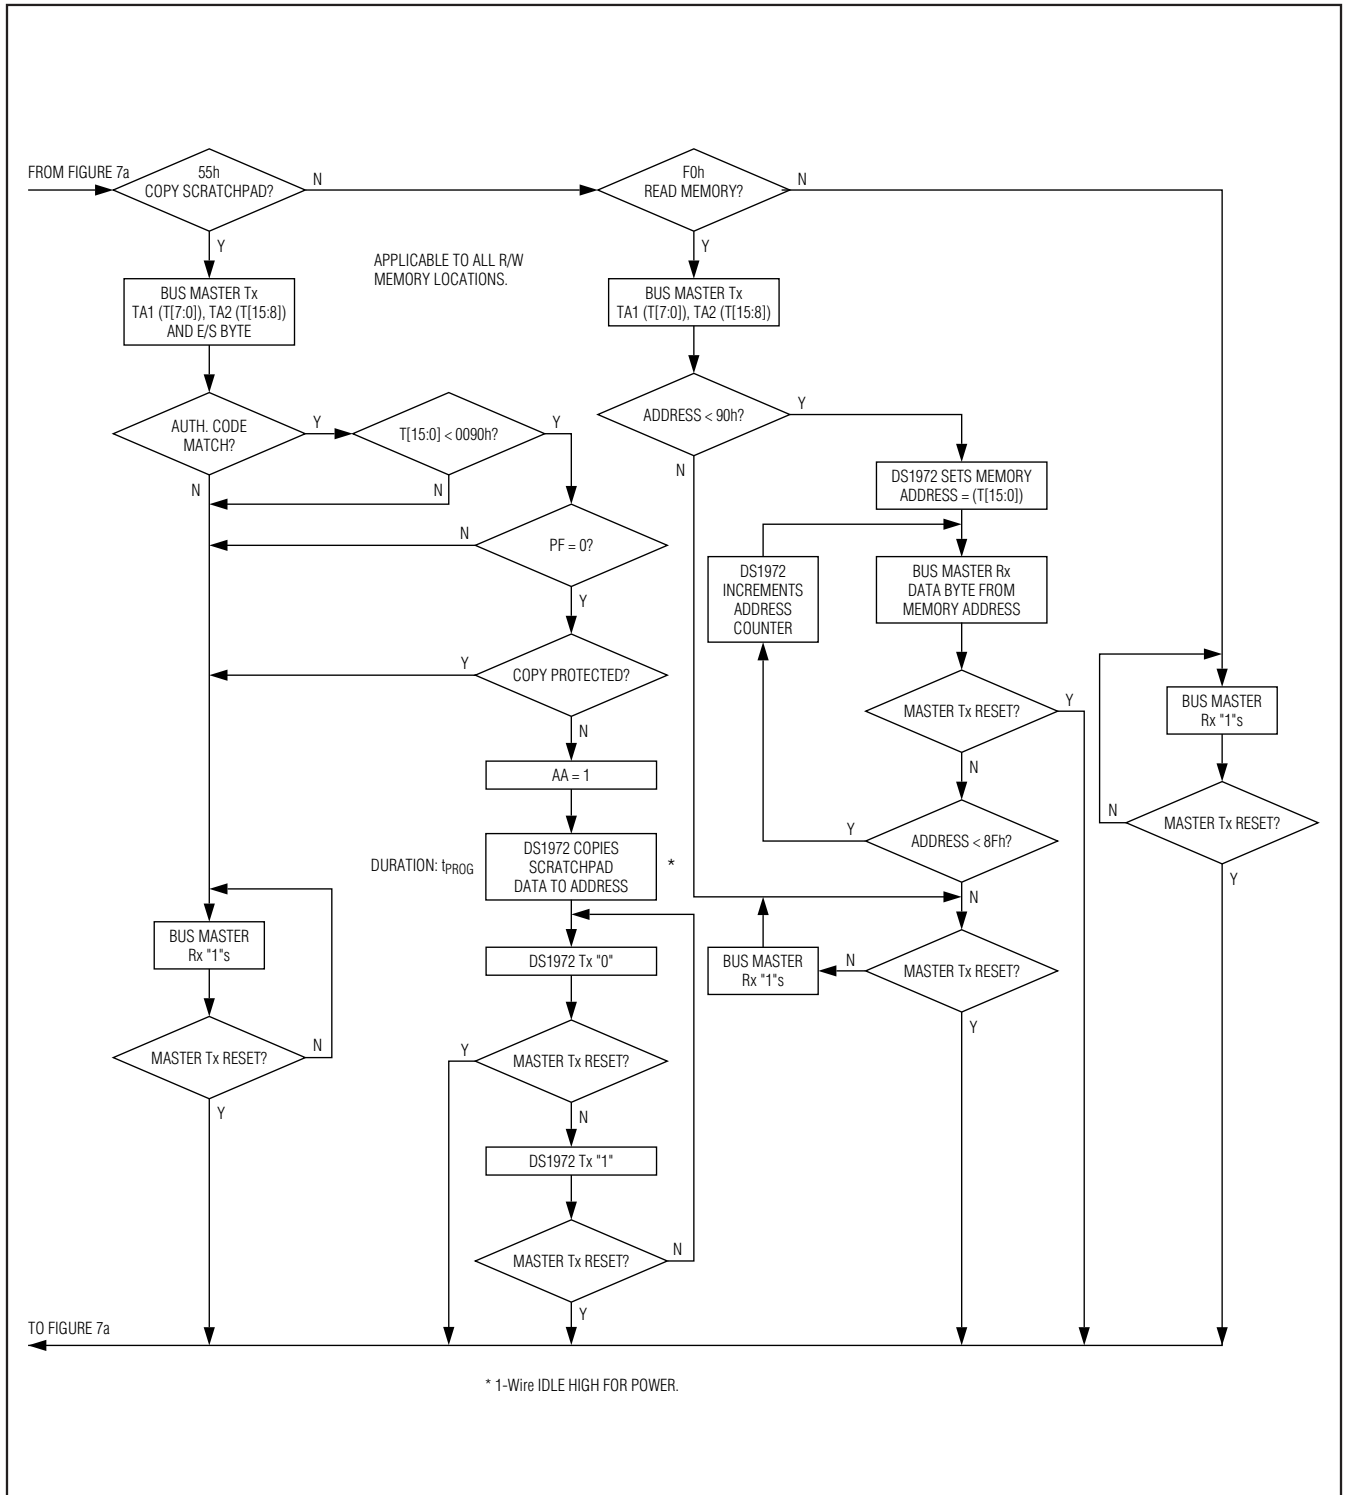 FROM FIGURE 7a
55h
COPY SCRATCHPAD?
N
Y
APPLICABLE TO ALL R/W
MEMORY LOCATIONS.
F0h
READ MEMORY?
N
Y
BUS MASTER Tx
TA1 (T[7:0]), TA2 (T[15:8])
AND E/S BYTE
BUS MASTER Tx
TA1 (T[7:0]), TA2 (T[15:8])
AUTH. CODE
MATCH?
Y
N
T[15:0] < 0090h?
Y
N
ADDRESS < 90h?
Y
N
DS1972 SETS MEMORY
ADDRESS = (T[15:0])
N
PF = 0?
Y
DS1972
INCREMENTS
ADDRESS
COUNTER
BUS MASTER Rx
DATA BYTE FROM
MEMORY ADDRESS
Y
COPY PROTECTED?
N
MASTER Tx RESET?
Y
N
BUS MASTER
Rx "1"s
AA = 1
N
MASTER Tx RESET?
Y
DURATION: tPROG
DS1972 COPIES
SCRATCHPAD
DATA TO ADDRESS
*
Y
ADDRESS < 8Fh?
N
BUS MASTER
Rx "1"s
DS1972 Tx "0"
BUS MASTER
Rx "1"s
N
MASTER Tx RESET?
Y
MASTER Tx RESET?
N
Y
Y
MASTER Tx RESET?
N
DS1972 Tx "1"
MASTER Tx RESET?
N
Y
TO FIGURE 7a
* 1-Wire IDLE HIGH FOR POWER.